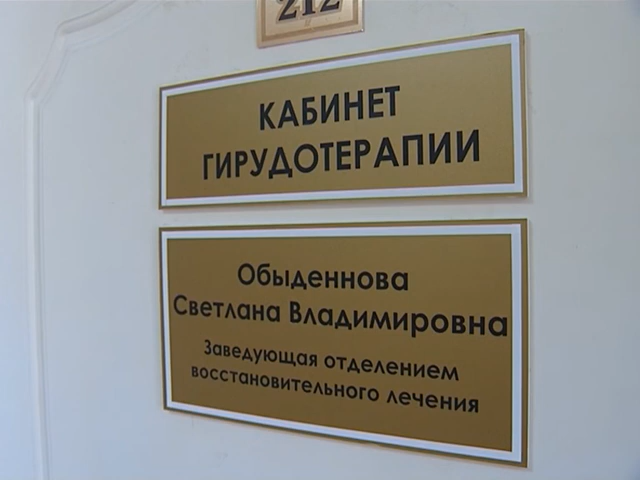 212
КАБИНЕТ
ГИРУДОТЕРАПИИ
Обыденнова
Светлана Владимировна
Заведующая отделением
восстановительного лечения